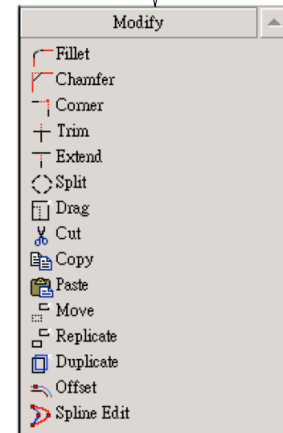 Modify
Fillet
Chamfer
Corner
Trim
Extend
Split
Drag
Cut
Copy
Paste
Move
Replicate
Duplicate
Offset
Spline Edit